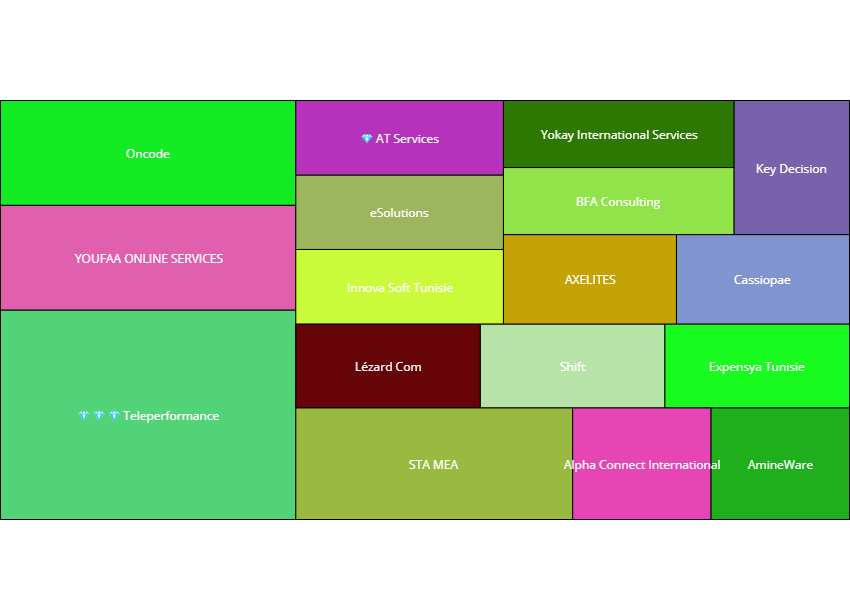 Oncode
💎 AT Services
Yokay International Services
Key Decision
BFA Consulting
eSolutions
YOUFAA ONLINE SERVICES
Innova Soft Tunisie
AXELITES
Cassiopae
Lézard Com
Shift
Expensya Tunisie
💎 💎 💎 Teleperformance
STA MEA
Alpha Connect International
AmineWare